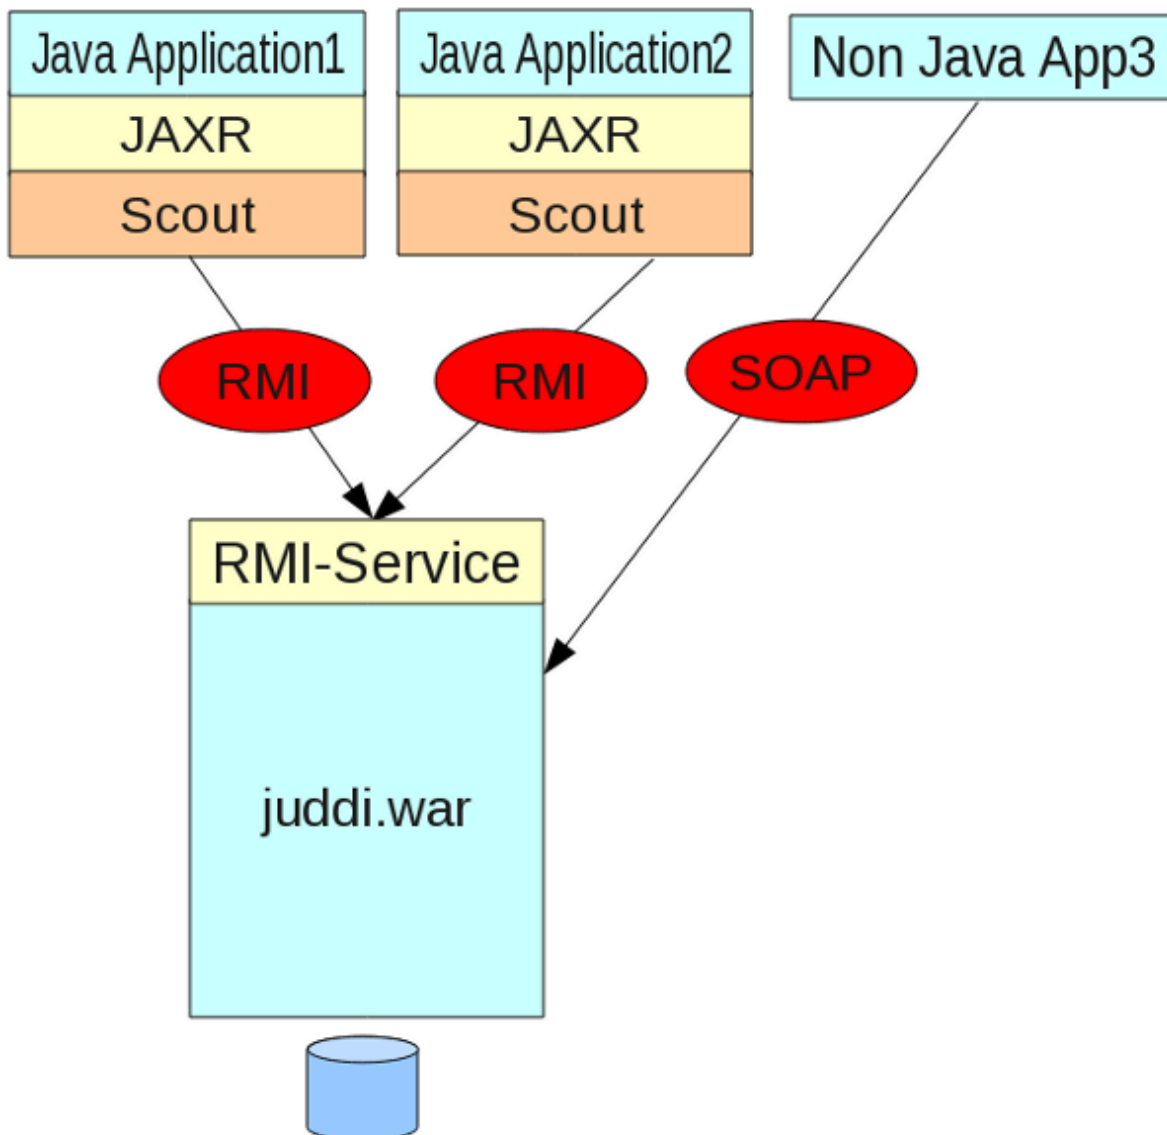 Java Application1
JAXR
Scout
Java Application2
JAXR
Scout
Non Java App3
RMI
RMI
SOAP
RMI-Service
juddi.war